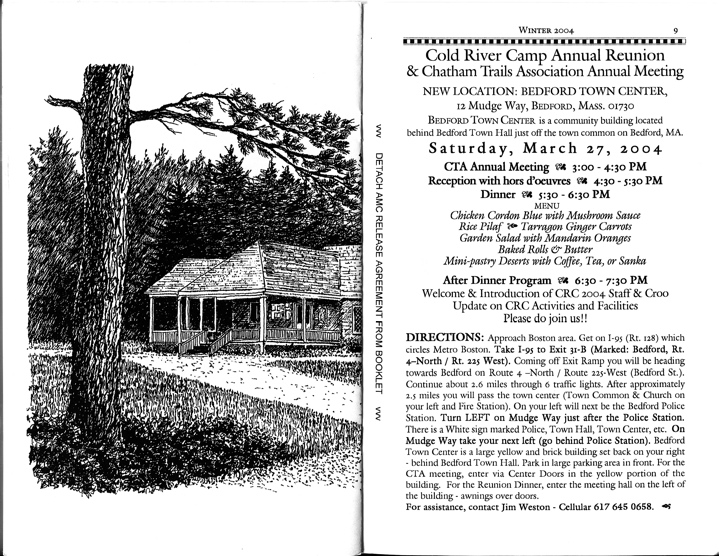 vvv DETACH AMC RELEASE AGREEMENT FROM BOOKLET vvv
Winter 2004 9
Cold River Camp Annual Reunion
& Chatham Trails Association Annual Meeting
NEW LOCATION: BEDFORD TOWN CENTER,
12 Mudge Way, Bedford, Mass. 01730
Bedford Town Center is a community building located
behind Bedford Town Hall just off the town common on Bedford, MA.
Saturday, March 27, 2004
CTA Annual Meeting 3:00 - 4:30 PM
Reception with hors d'oeuvres 4:30 - 5:30 PM
Dinner 5:30 - 6:30 PM
MENU
Chicken Cordon Blue with Mushroom Sauce
Rice Pilaf Tarragon Ginger Carrots
Garden Salad with Mandarin Oranges
Baked Rolls & Butter
Mini-pastry Deserts with Coffee, Tea, or Sanka
After Dinner Program 6:30 - 7:30 PM
Welcome & Introduction of CRC 2004 Staff & Croo
Update on CRC Activities and Facilities
Please do join us!!
DIRECTIONS: Approach Boston area. Get on I-95 (Rt. 128) which
circles Metro Boston. Take I-95 to Exit 31-B (Marked: Bedford, Rt.
4-North / Rt. 225 West). Coming off Exit Ramp you will be heading
towards Bedford on Route 4 -North / Route 225-West (Bedford St.).
Continue about 2.6 miles through 6 traffic lights. After approximately
2.5 miles you will pass the town center (Town Common & Church on
your left and Fire Station). On your left will next be the Bedford Police
Station. Turn LEFT on Mudge Way just after the Police Station.
There is a White sign marked Police, Town Hall, Town Center, etc. On
Mudge Way take your next left (go behind Police Station). Bedford
Town Center is a large yellow and brick building set back on your right
- behind Bedford Town Hall. Park in large parking area in front. For the
CTA meeting, enter via Center Doors in the yellow portion of the
building. For the Reunion Dinner, enter the meeting hall on the left of
the building - awnings over doors.
For assistance, contact Jim Weston - Cellular 617 645 0658.